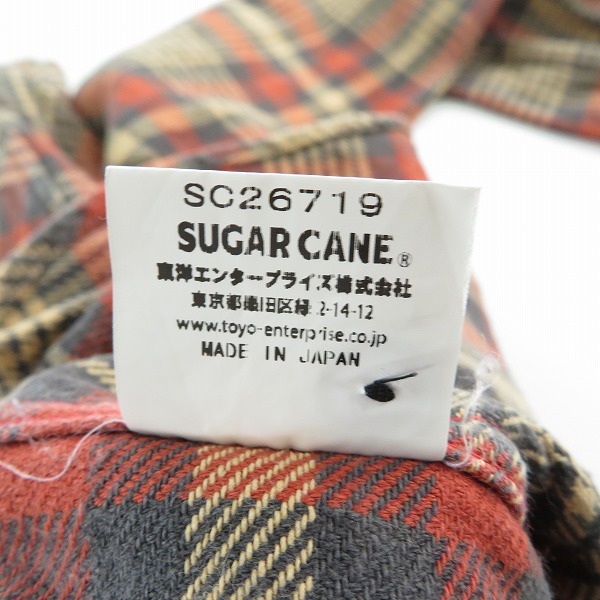 SC26719
SUGAR CANE®
東洋エンタープライズ株式会社
東京都墨田区緑 2-14-12
www.toyo-enterprise.co.jp
MADE IN JAPAN